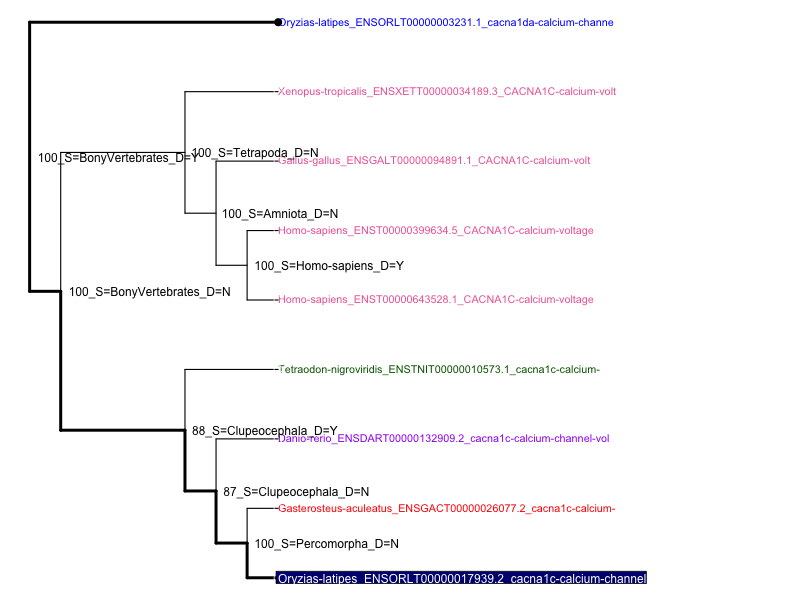 Oryzias-latipes_ENSORLT00000003231.1_cacna1da-calcium-channe
Xenopus-tropicalis_ENSXETT00000034189.3_CACNA1C-calcium-volt
100_S=BonyVertebrates_D=Y
100_S=Tetrapoda_D=N
Gallus-gallus_ENSGALT00000094891.1_CACNA1C-calcium-volt
100_S=Amniota_D=N
Homo-sapiens_ENST00000399634.5_CACNA1C-calcium-voltage
100_S=Homo-sapiens_D=Y
100_S=BonyVertebrates_D=N
Homo-sapiens_ENST00000643528.1_CACNA1C-calcium-voltage
Tetraodon-nigroviridis_ENSTNIT00000010573.1_cacna1c-calcium-
88_S=Clupeocephala_D=Y
Danio-rerio_ENSDART00000132909.2_cacna1c-calcium-channel-vol
87_S=Clupeocephala_D=N
Gasterosteus-aculeatus_ENSGACT00000026077.2_cacna1c-calcium-
100_S=Percomorpha_D=N
Oryzias-latipes_ENSORLT00000017939.2_cacna1c-calcium-channel